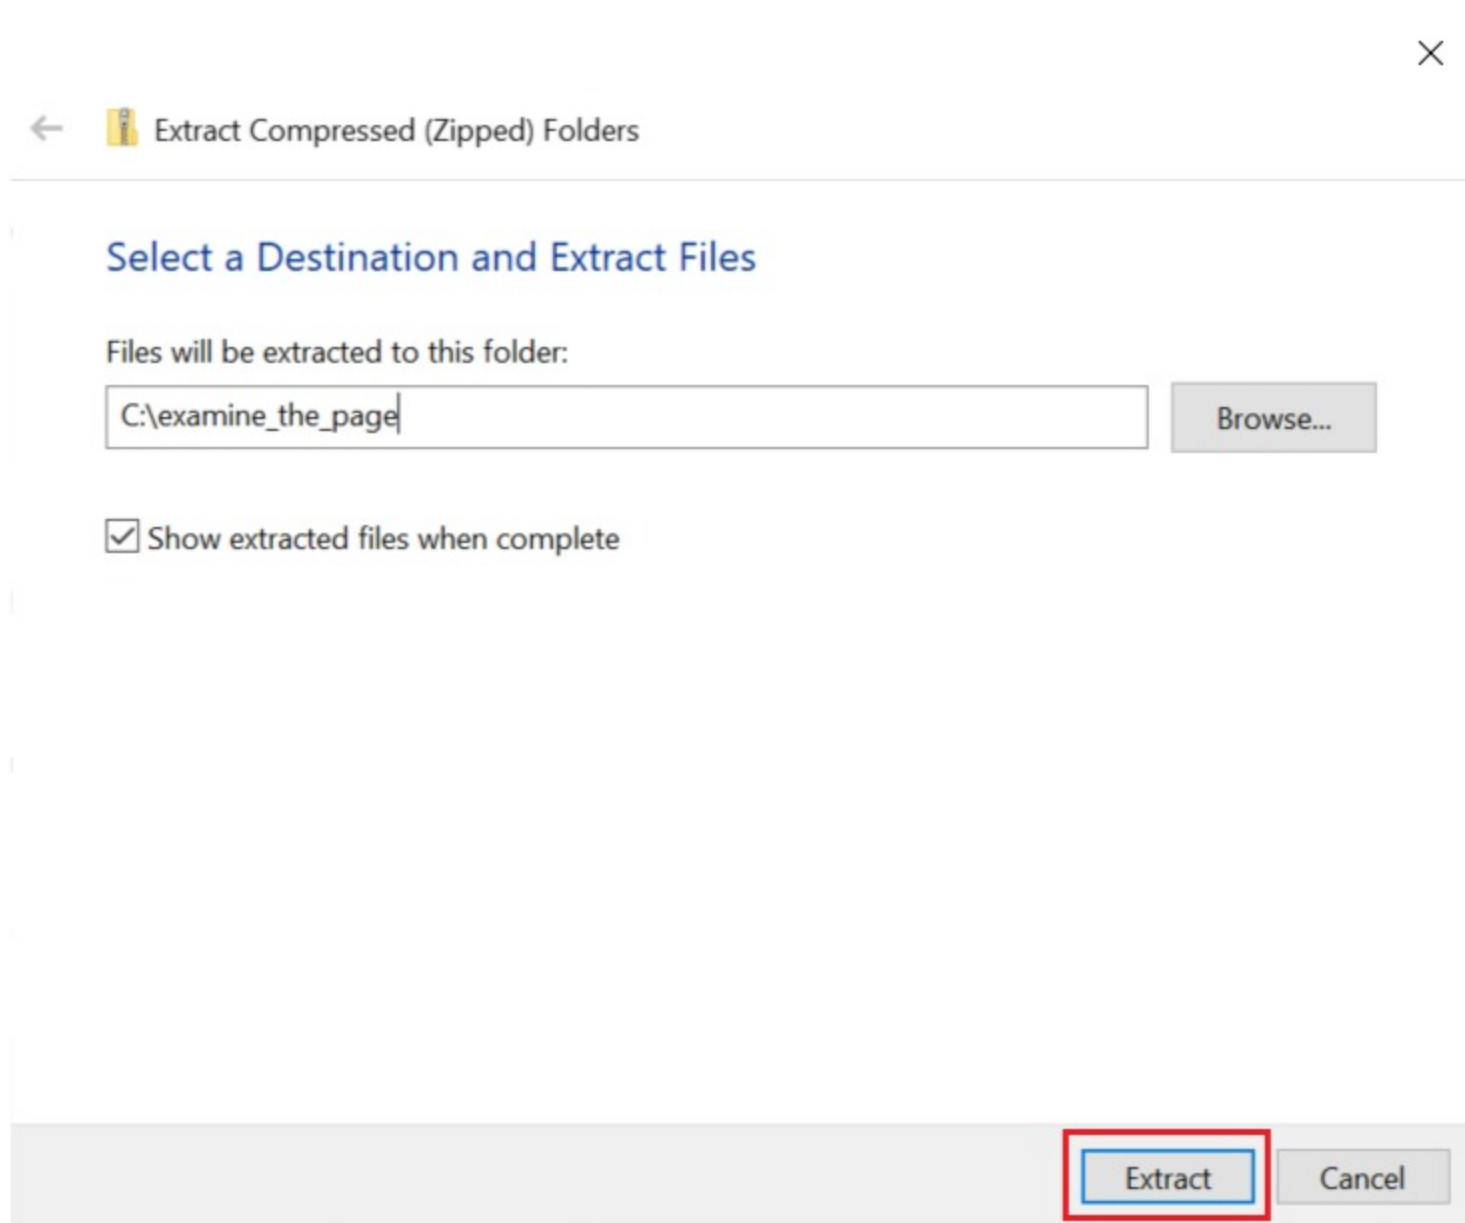 Extract Compressed (Zipped) Folders
Select a Destination and Extract Files
Files will be extracted to this folder:
C:\examine_the_page
Browse...
Show extracted files when complete
Extract
Cancel